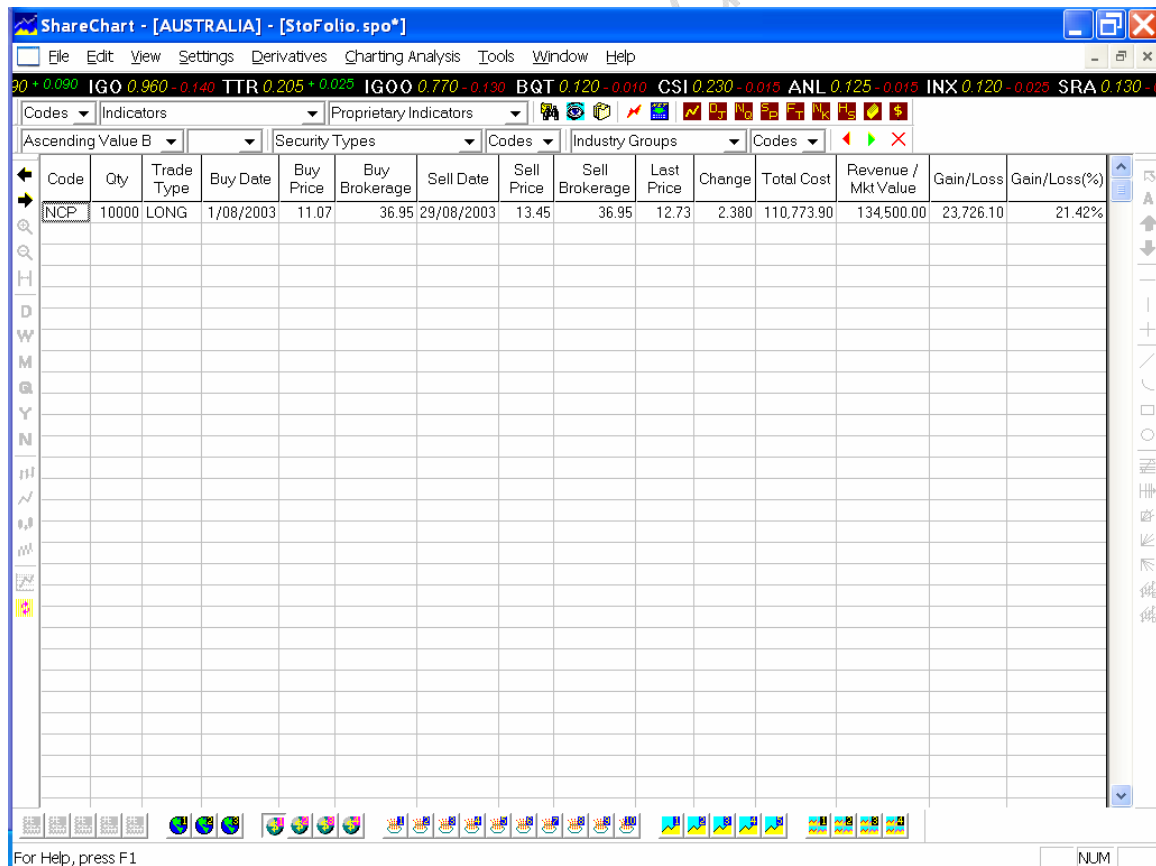 ShareChart - [AUSTRALIA] - [StoFolio.spo*]
File Edit View Settings Derivatives Charting Analysis Tools Window Help
90 + 0.090 IGO 0.960 - 0.140 TTR 0.205 + 0.025 IGOO 0.770 - 0.130 BQT 0.120 - 0.010 CSI 0.230 - 0.015 ANL 0.125 - 0.015 INX 0.120 - 0.025 SRA 0.130 -
Codes Indicators Proprietary Indicators
Ascending Value B Security Types Codes Industry Groups Codes
Code Qty Trade Type Buy Date Buy Price Buy Brokerage Sell Date Sell Price Sell Brokerage Last Price Change Total Cost Revenue / Mkt Value Gain/Loss Gain/Loss(%)
NCP 10000 LONG 1/08/2003 11.07 36.95 29/08/2003 13.45 36.95 12.73 2.380 110,773.90 134,500.00 23,726.10 21.42%
H
D
W
M
Q
Y
N
A
For Help, press F1 NUM